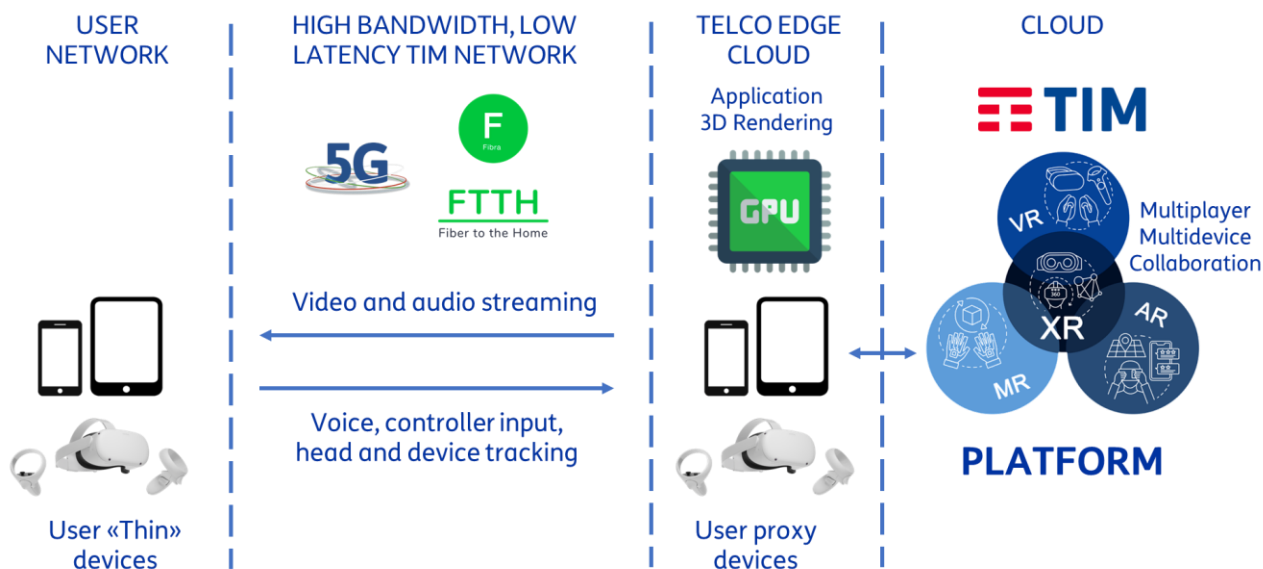 USER
NETWORK
HIGH BANDWIDTH, LOW
LATENCY TIM NETWORK
TELCO EDGE
CLOUD
CLOUD
5G
F
Fibra
FTTH
Fiber to the Home
Application
3D Rendering
GPU
TIM
VR
Multiplayer
Multidevice
Collaboration
360
XR
AR
MR
PLATFORM
Video and audio streaming
Voice, controller input,
head and device tracking
User «Thin»
devices
User proxy
devices